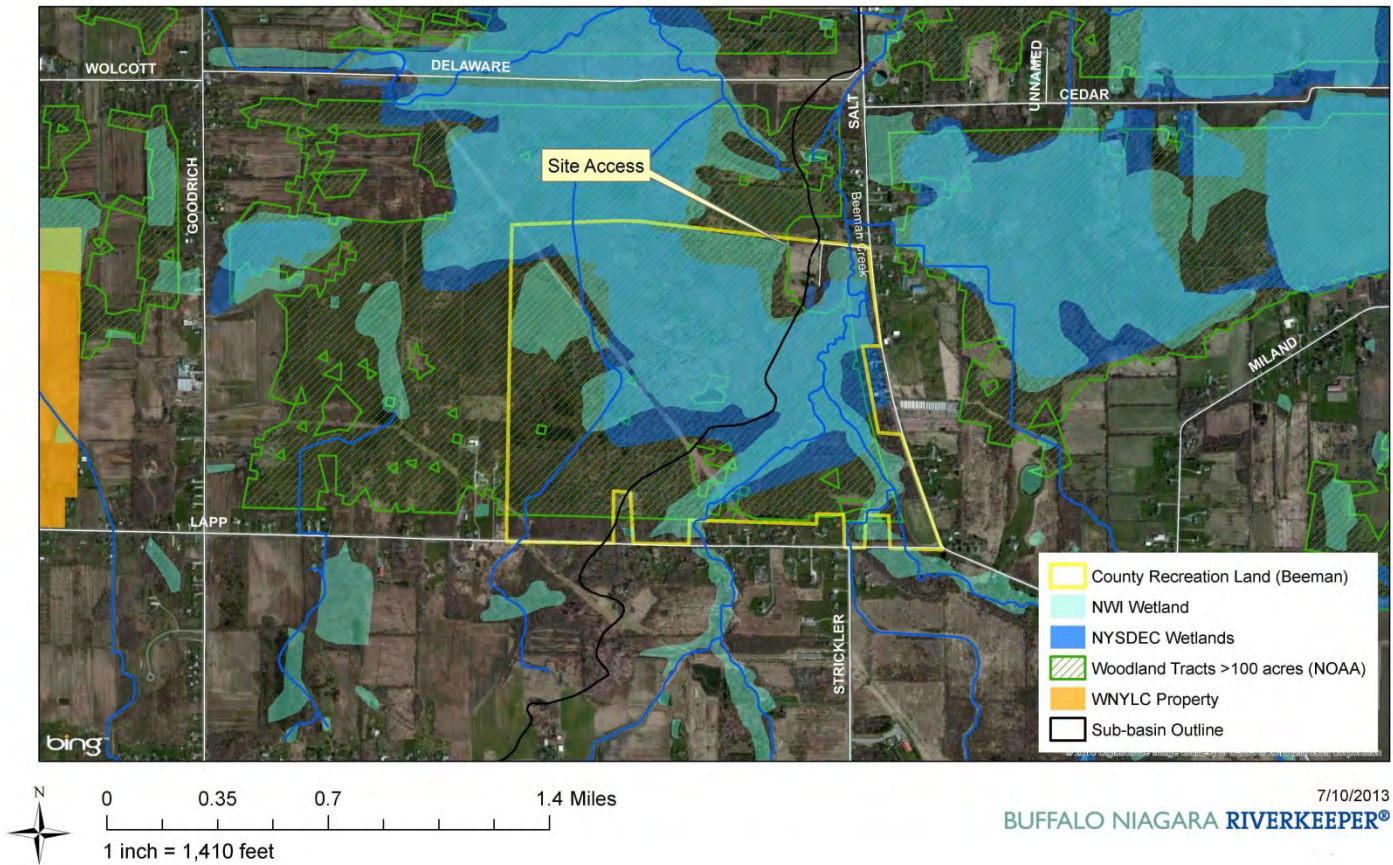 WOLCOTT
DELAWARE
UNNAMED
CEDAR
SALT
Site Access
GOODRICH
Beeman Creek
MILAND
LAPP
STRICKLER
County Recreation Land (Beeman)
NWI Wetland
NYSDEC Wetlands
Woodland Tracts >100 acres (NOAA)
WNYLC Property
Sub-basin Outline
bing™
N
0 0.35 0.7 1.4 Miles
1 inch = 1,410 feet
7/10/2013
BUFFALO NIAGARA RIVERKEEPER®